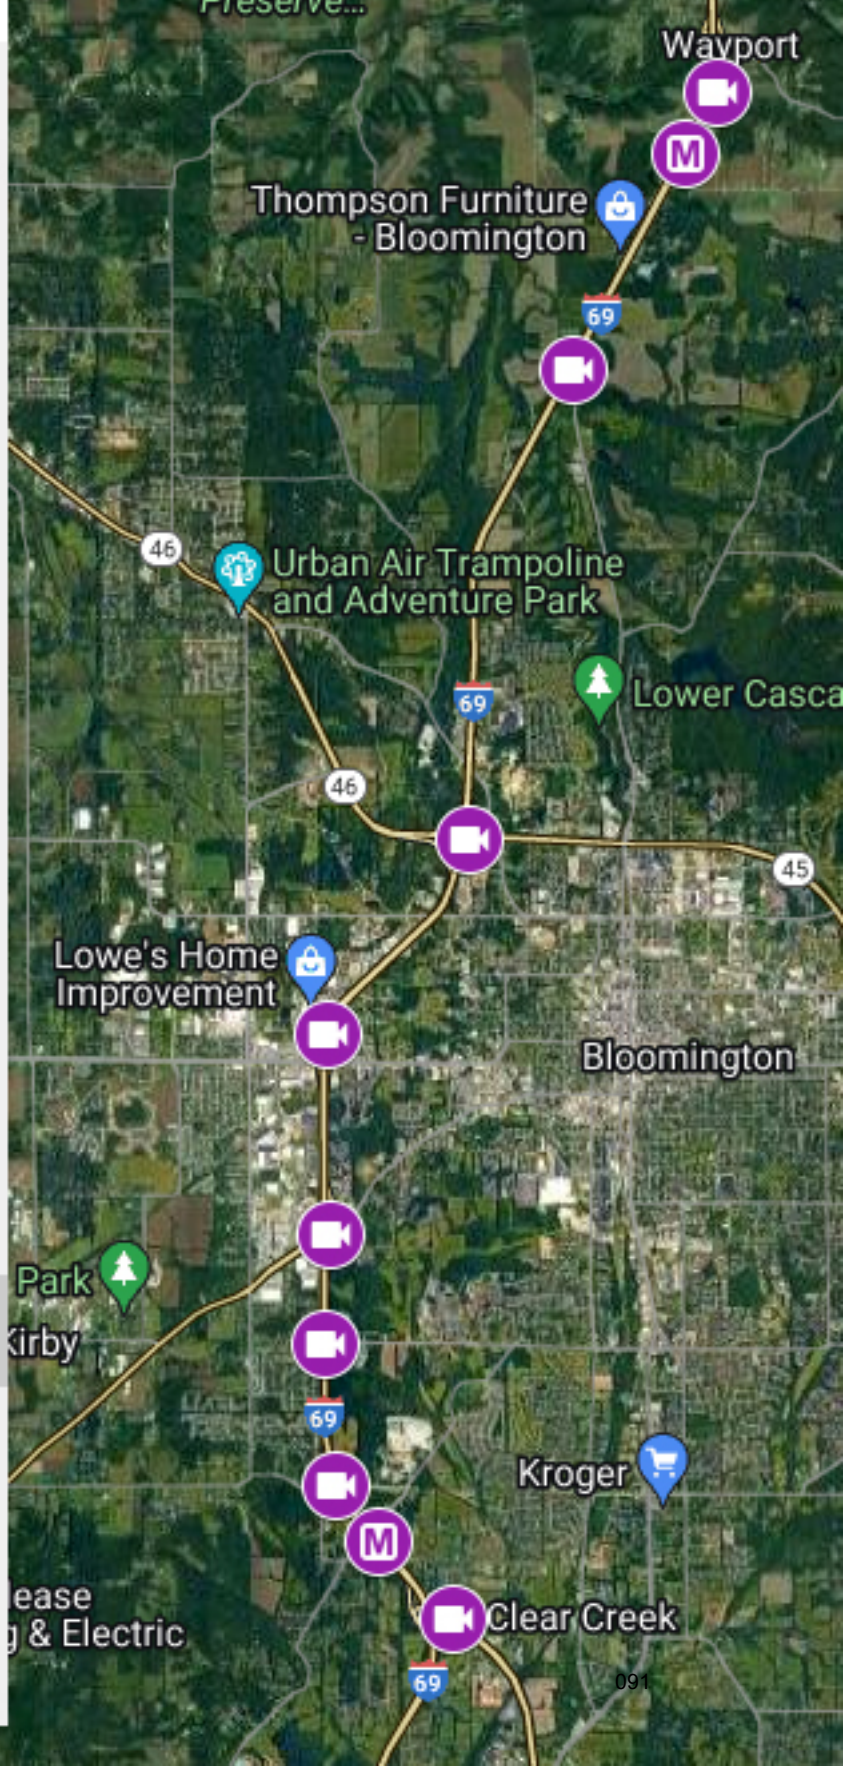 Preserve...
Wayport
M
Thompson Furniture
- Bloomington
69
46
Urban Air Trampoline
and Adventure Park
69
Lower Casca
46
45
Lowe's Home
Improvement
Bloomington
Park
Kirby
69
Kroger
M
lease
g & Electric
Clear Creek
69
091